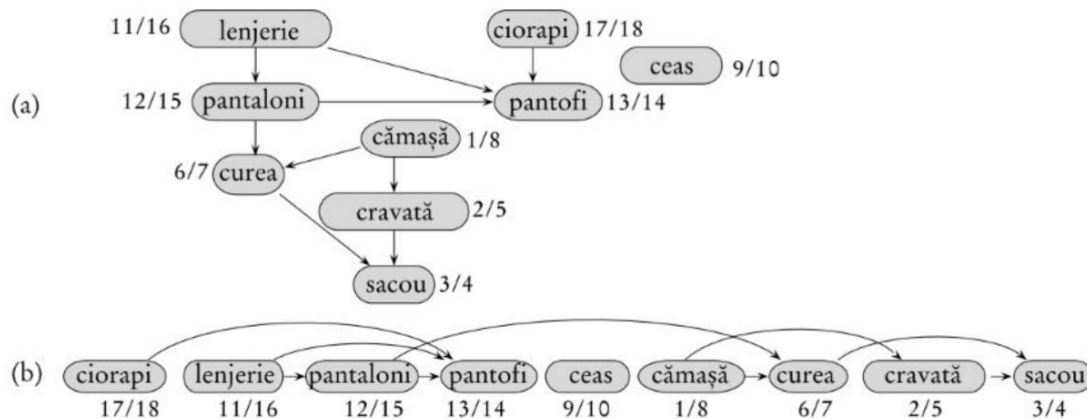 11/16 lenjerie ciorapi 17/18
ceas 9/10
(a) 12/15 pantaloni pantofi 13/14
cămașă 1/8
6/7 curea
cravată 2/5
sacou 3/4
(b) ciorapi lenjerie pantaloni pantofi ceas cămașă curea cravată sacou
17/18 11/16 12/15 13/14 9/10 1/8 6/7 2/5 3/4